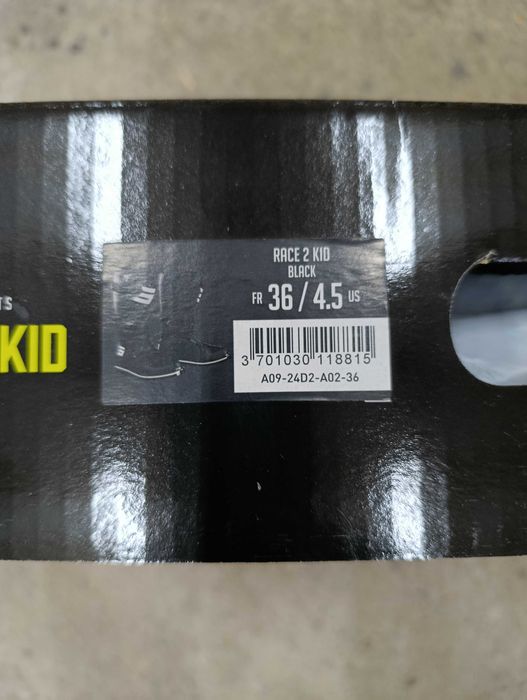 KID
RACE 2 KID
BLACK
FR 36 / 4.5 US
3 701030 118815
A09-24D2-A02-36